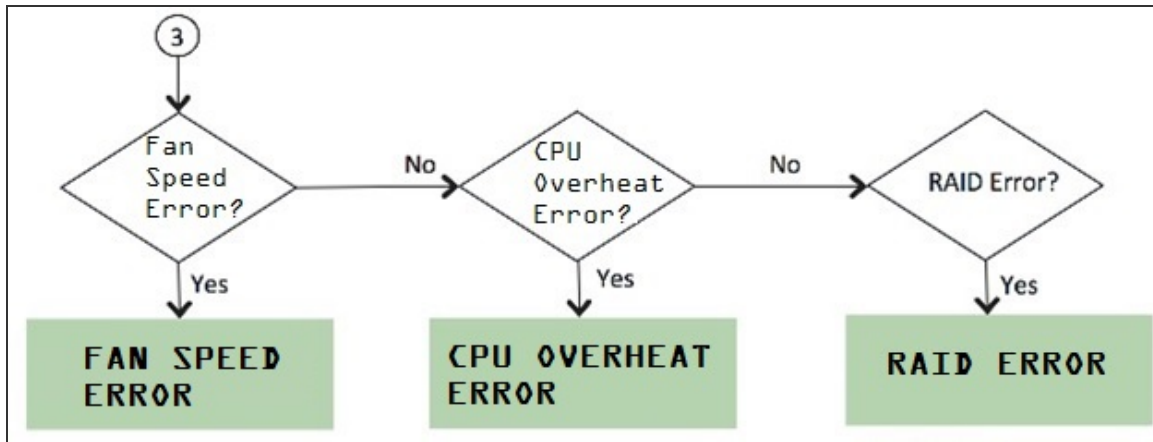 3
Fan
Speed
Error?
No
CPU
Overheat
Error?
No
RAID Error?
Yes
Yes
Yes
FAN SPEED
ERROR
CPU OVERHEAT
ERROR
RAID ERROR